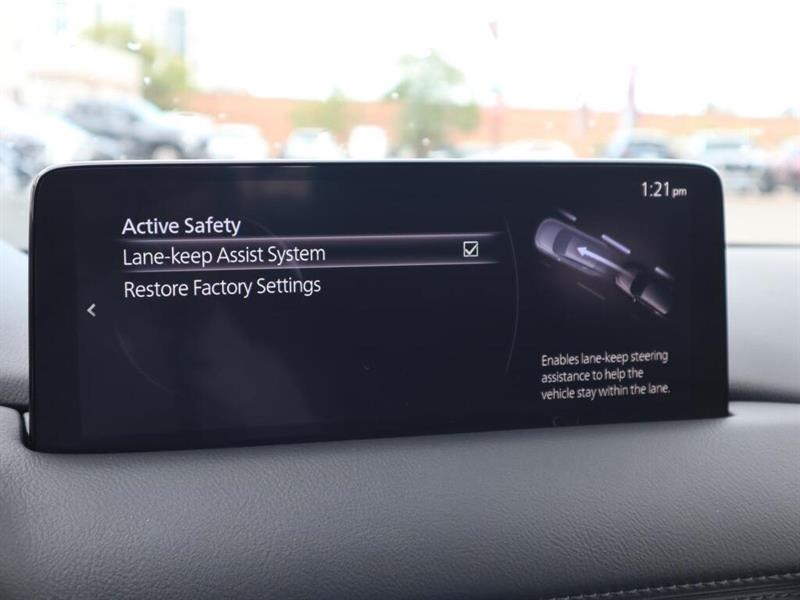 1:21 pm
Active Safety
Lane-keep Assist System
Restore Factory Settings
Enables lane-keep steering
assistance to help the
vehicle stay within the lane.